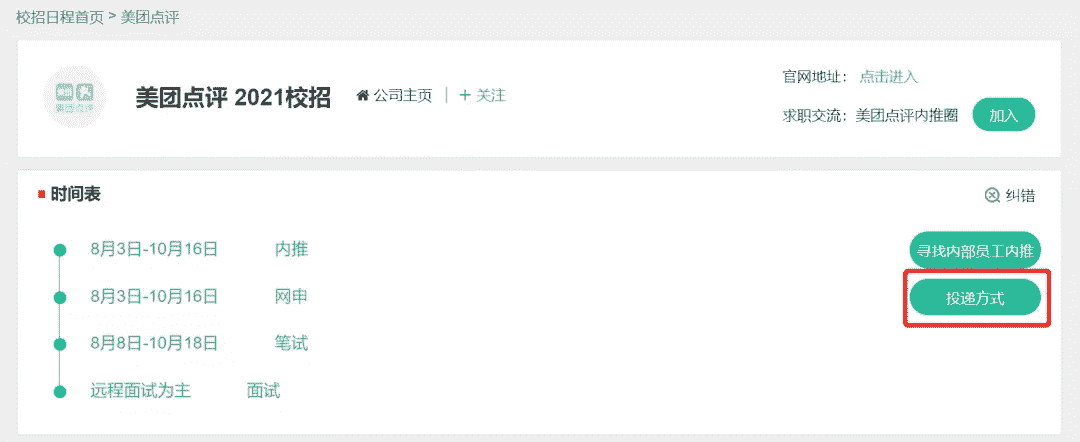 校招日程首页 > 美团点评
美团点评 2021校招
公司主页 | + 关注
官网地址： 点击进入
求职交流：美团点评内推圈 加入
美团点评
时间表
纠错
8月3日-10月16日 内推
寻找内部员工内推
8月3日-10月16日 网申
投递方式
8月8日-10月18日 笔试
远程面试为主 面试